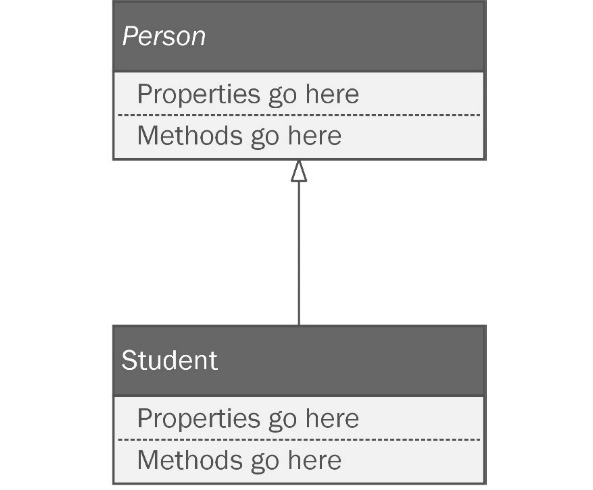 Person
Properties go here
Methods go here
Student
Properties go here
Methods go here